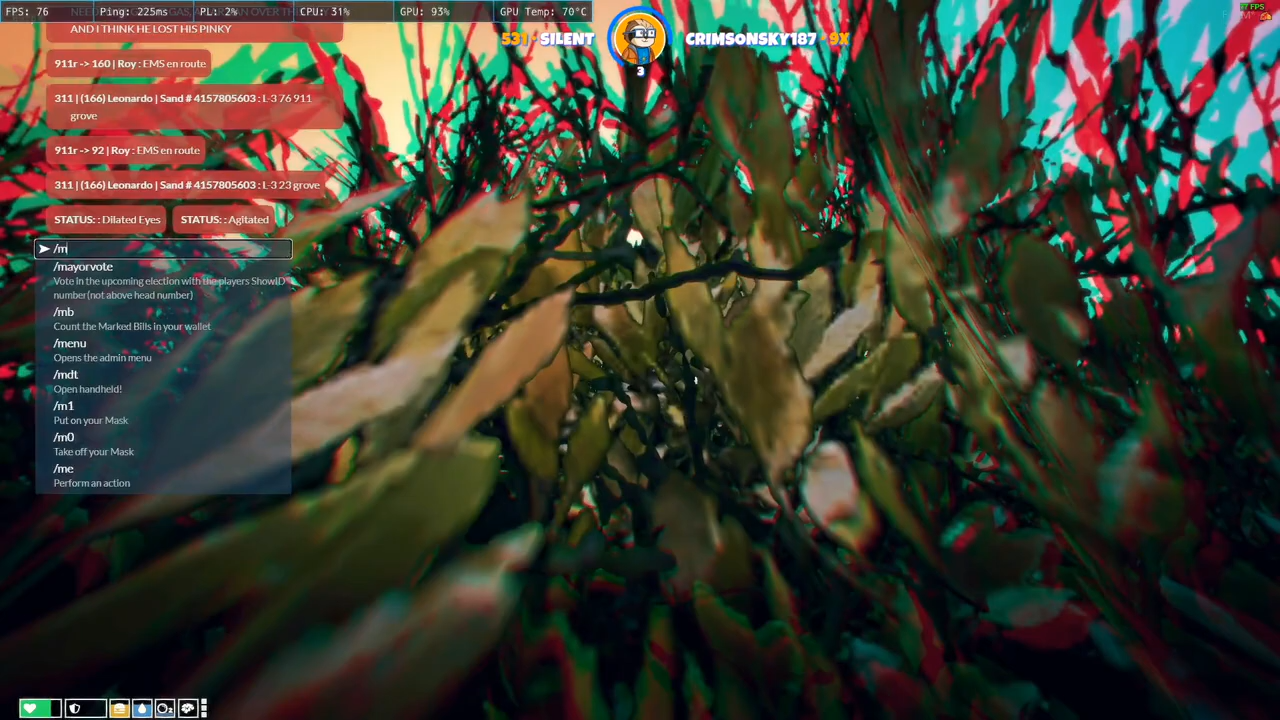 FPS: 76 Ping: 225ms PL: 2% CPU: 31% GPU: 93% GPU Temp: 70°C
77 FPS
AND I THINK HE LOST HIS PINKY
531 · SILENT
CRIMSONSKY187 · 9X
3
911r -> 160 | Roy : EMS en route
311 | (166) Leonardo | Sand # 4157805603 : L-3 76 911
grove
911r -> 92 | Roy : EMS en route
311 | (166) Leonardo | Sand # 4157805603 : L-3 23 grove
STATUS: : Dilated Eyes STATUS: : Agitated
➤ /m
/mayorvote
Vote in the upcoming election with the players ShowID
number(not above head number)
/mb
Count the Marked Bills in your wallet
/menu
Opens the admin menu
/mdt
Open handheld!
/m1
Put on your Mask
/m0
Take off your Mask
/me
Perform an action
O2